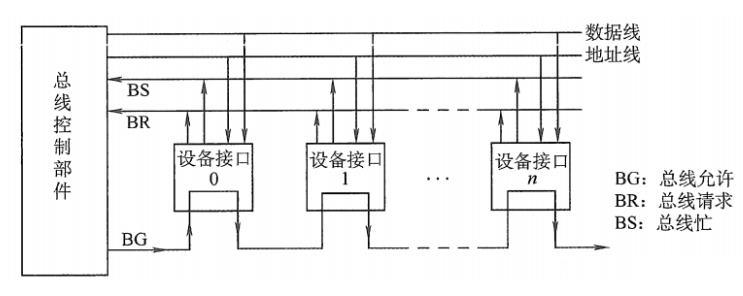 数据线
地址线
总线控制部件
BS
BR
设备接口
0
设备接口
1
···
设备接口
n
BG
BG：总线允许
BR：总线请求
BS：总线忙